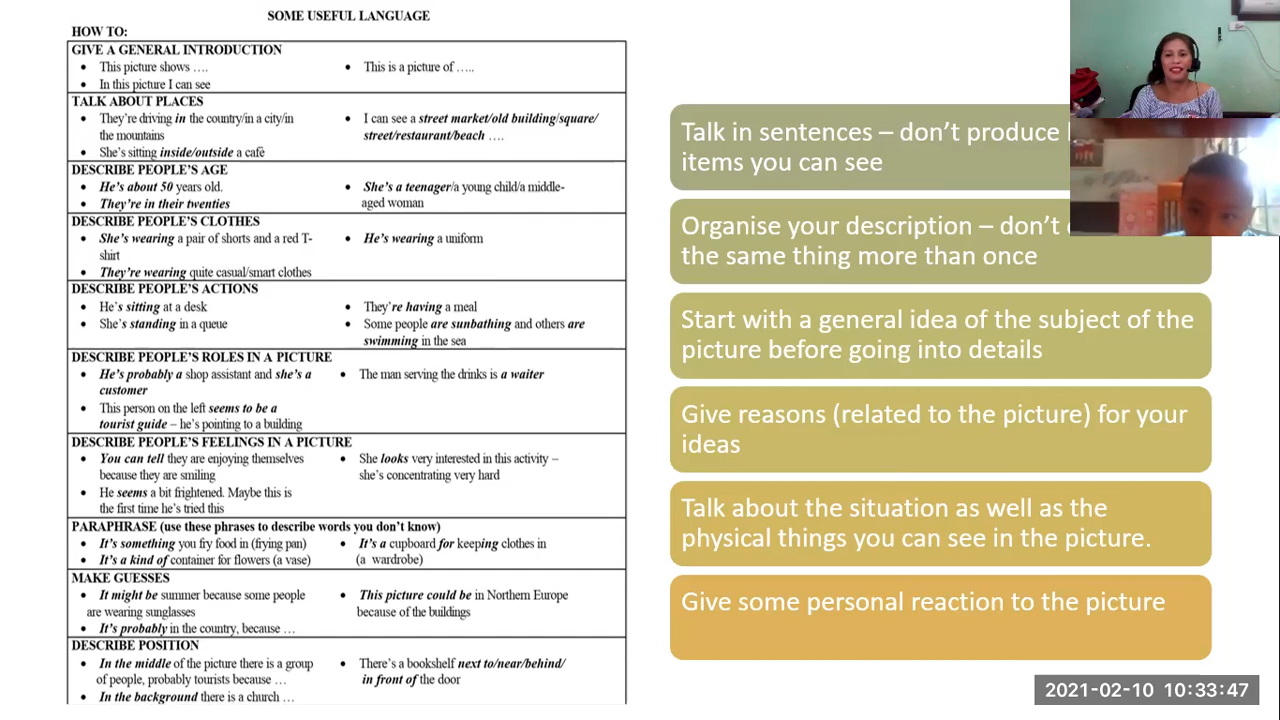 SOME USEFUL LANGUAGE
HOW TO:
GIVE A GENERAL INTRODUCTION
• This picture shows ….
• In this picture I can see
• This is a picture of …..
TALK ABOUT PLACES
• They're driving in the country/in a city/in
the mountains
• She's sitting inside/outside a café
• I can see a street market/old building/square/
street/restaurant/beach ….
DESCRIBE PEOPLE'S AGE
• He's about 50 years old.
• They're in their twenties
• She's a teenager/a young child/a middle-
aged woman
DESCRIBE PEOPLE'S CLOTHES
• She's wearing a pair of shorts and a red T-
shirt
• They're wearing quite casual/smart clothes
• He's wearing a uniform
DESCRIBE PEOPLE'S ACTIONS
• He's sitting at a desk
• She's standing in a queue
• They're having a meal
• Some people are sunbathing and others are
swimming in the sea
DESCRIBE PEOPLE'S ROLES IN A PICTURE
• He's probably a shop assistant and she's a
customer
• This person on the left seems to be a
tourist guide – he's pointing to a building
• The man serving the drinks is a waiter
DESCRIBE PEOPLE'S FEELINGS IN A PICTURE
• You can tell they are enjoying themselves
because they are smiling
• He seems a bit frightened. Maybe this is
the first time he's tried this
• She looks very interested in this activity –
she's concentrating very hard
PARAPHRASE (use these phrases to describe words you don't know)
• It's something you fry food in (frying pan)
• It's a kind of container for flowers (a vase)
• It's a cupboard for keeping clothes in
(a wardrobe)
MAKE GUESSES
• It might be summer because some people
are wearing sunglasses
• It's probably in the country, because …
• This picture could be in Northern Europe
because of the buildings
DESCRIBE POSITION
• In the middle of the picture there is a group
of people, probably tourists because …
• In the background there is a church …
• There's a bookshelf next to/near/behind/
in front of the door
Talk in sentences – don't produce
items you can see
Organise your description – don't
the same thing more than once
Start with a general idea of the subject of the
picture before going into details
Give reasons (related to the picture) for your
ideas
Talk about the situation as well as the
physical things you can see in the picture.
Give some personal reaction to the picture
2021-02-10 10:33:47